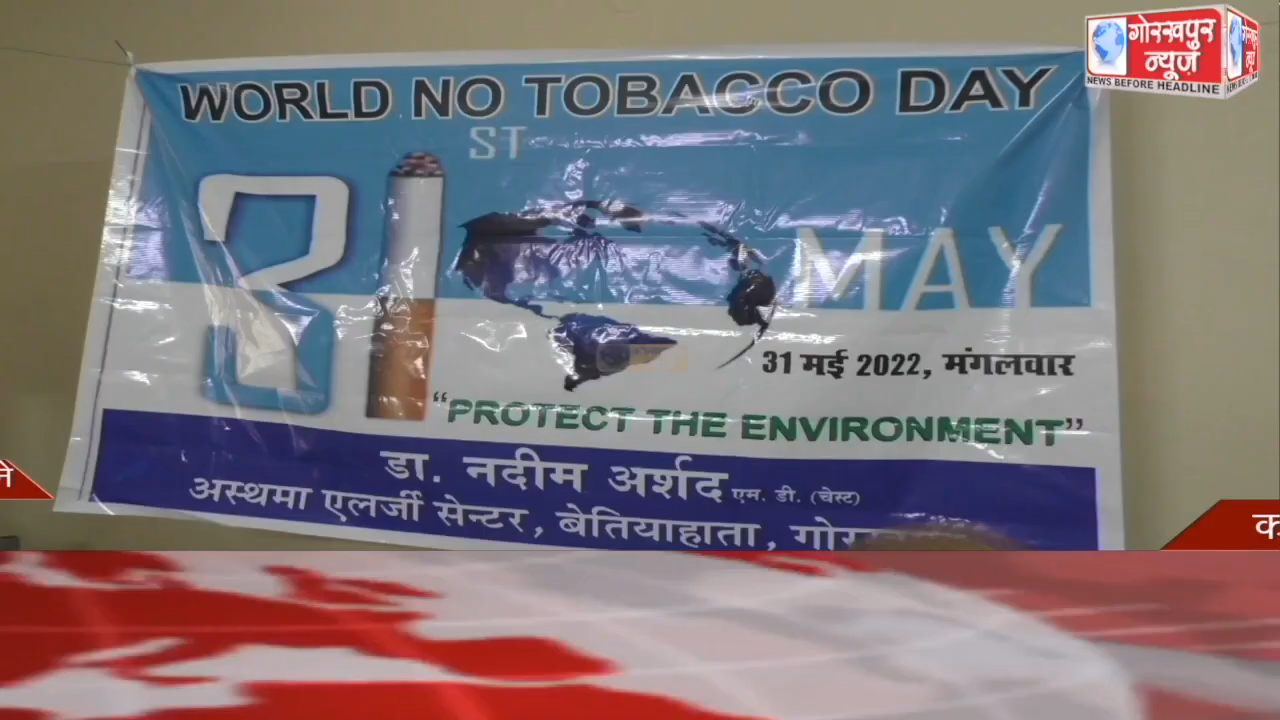 गोरखपुर
न्यूज़
NEWS BEFORE HEADLINE
WORLD NO TOBACCO DAY
31 ST MAY
31 मई 2022, मंगलवार
“PROTECT THE ENVIRONMENT”
डा. नदीम अर्शद एम. डी. (चेस्ट)
अस्थमा एलर्जी सेन्टर, बेतियाहाता,